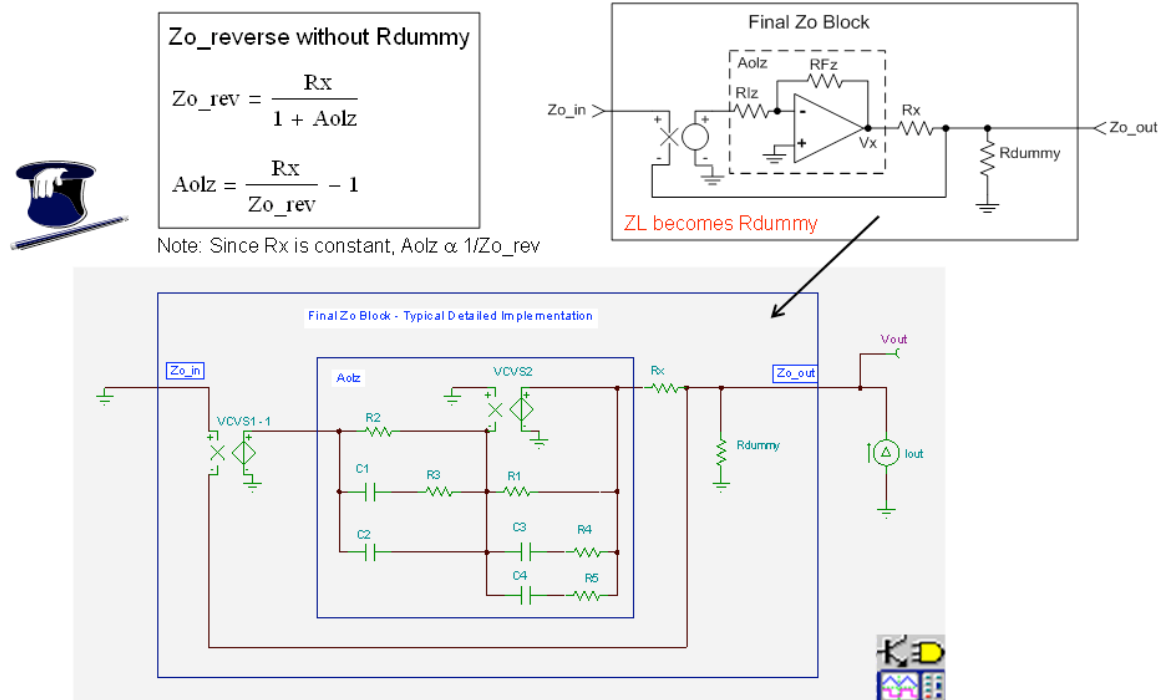 Zo_reverse without Rdummy
Zo_rev = Rx / 1 + Aolz
Aolz = Rx / Zo_rev - 1
Note: Since Rx is constant, Aolz α 1/Zo_rev
Final Zo Block
Aolz
RFz
RIz
Zo_in
+
-
+
-
+
Vx
Rx
Zo_out
Rdummy
ZL becomes Rdummy
Final Zo Block - Typical Detailed Implementation
Vout
Zo_in
Aolz
VCVS2
Rx
Zo_out
+
-
+
-
VCVS1 - 1
+
-
+
-
R2
Rdummy
Iout
C1
R3
R1
C2
C3
R4
C4
R5